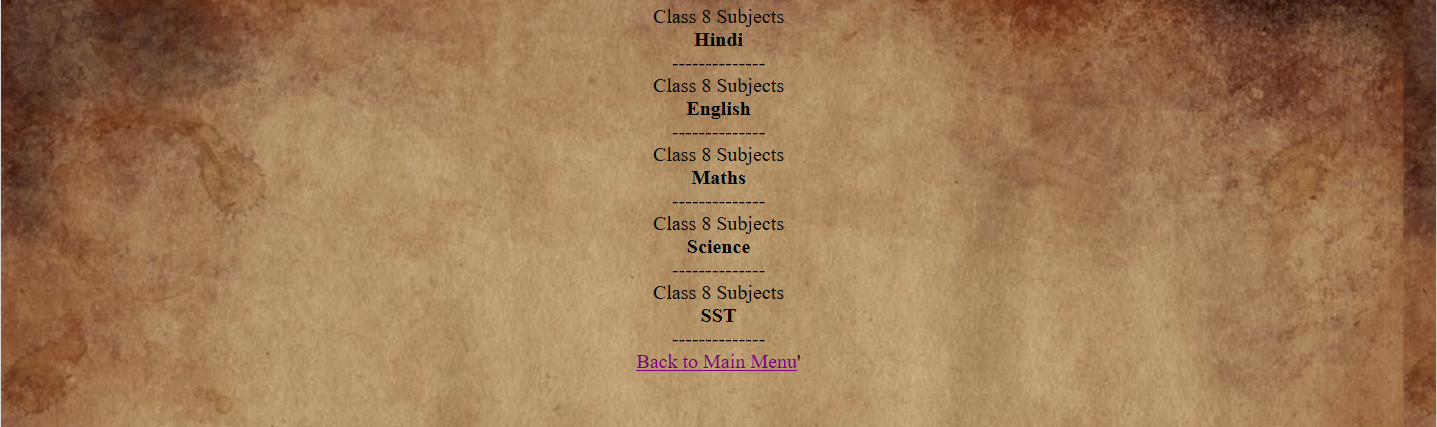 Class 8 Subjects
Hindi
--------------
Class 8 Subjects
English
--------------
Class 8 Subjects
Maths
--------------
Class 8 Subjects
Science
--------------
Class 8 Subjects
SST
--------------
Back to Main Menu'